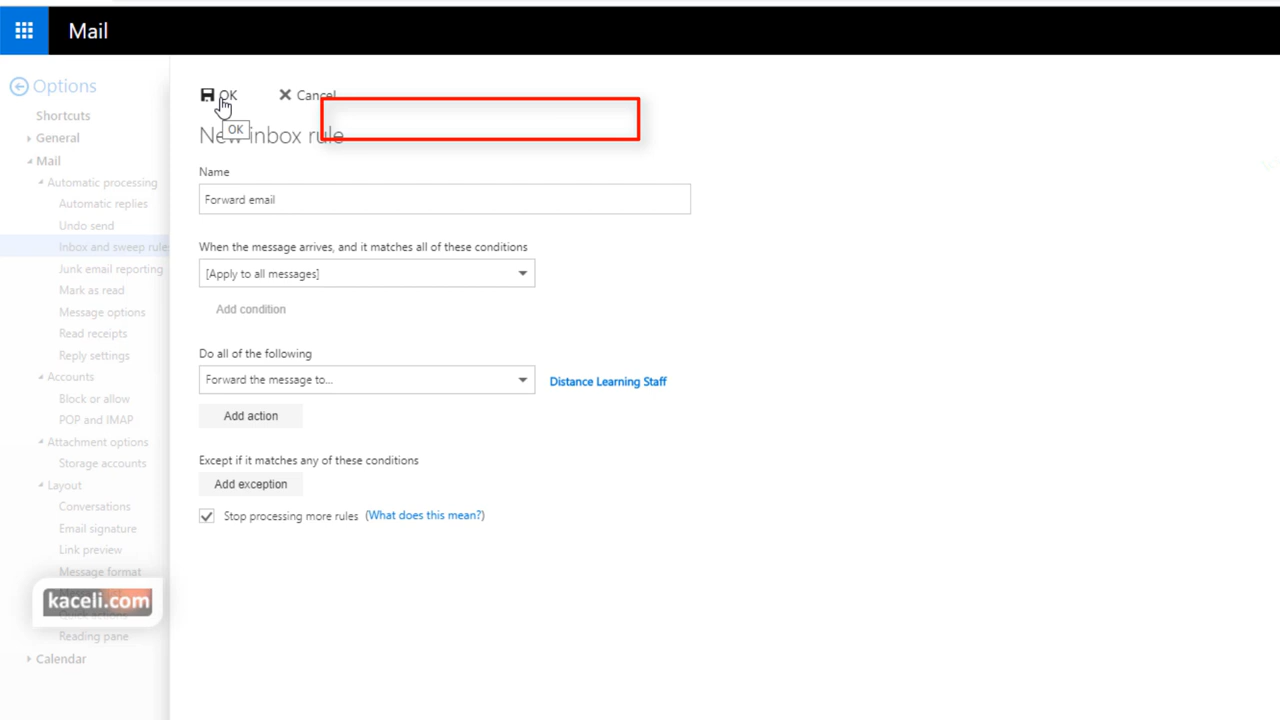 Mail
Options
Shortcuts
General
Mail
Automatic processing
Automatic replies
Undo send
Inbox and sweep rule
Junk email reporting
Mark as read
Message options
Read receipts
Reply settings
Accounts
Block or allow
POP and IMAP
Attachment options
Storage accounts
Layout
Conversations
Email signature
Link preview
Message format
kaceli.com
Reading pane
Calendar
OK
Cancel
OK
New inbox rule
Name
Forward email
When the message arrives, and it matches all of these conditions
[Apply to all messages]
Add condition
Do all of the following
Forward the message to...
Distance Learning Staff
Add action
Except if it matches any of these conditions
Add exception
Stop processing more rules (What does this mean?)